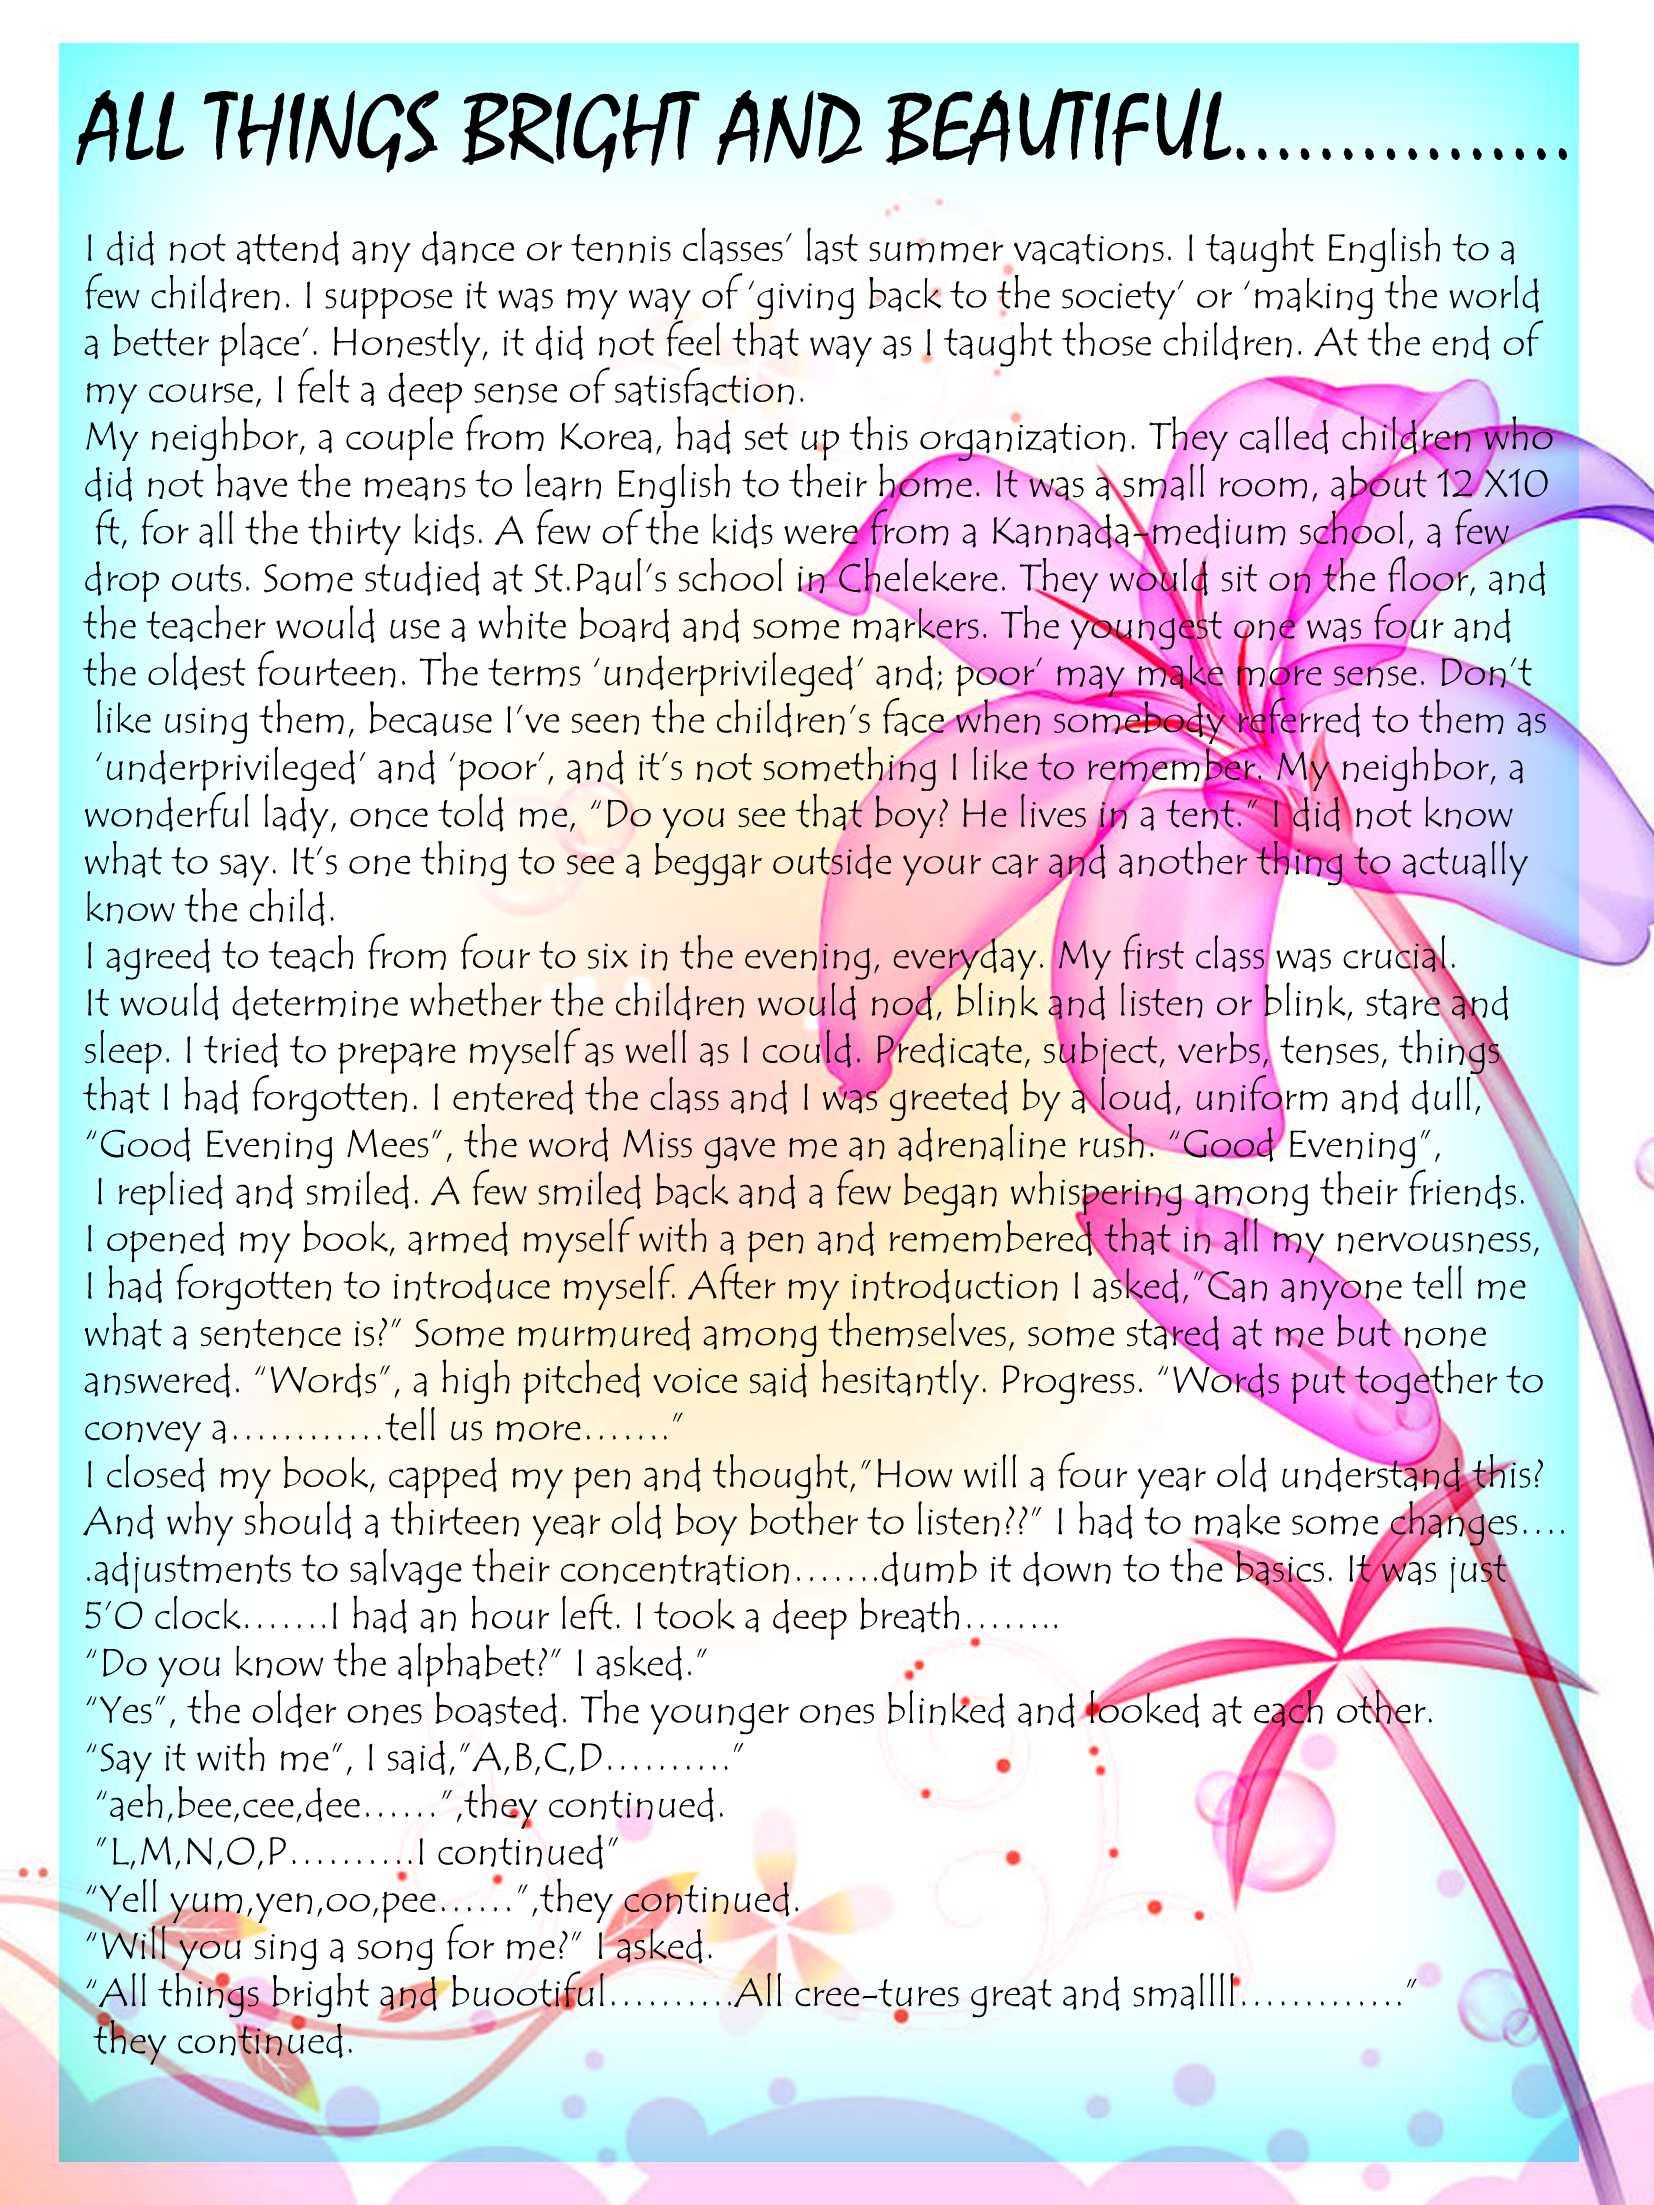 ALL THINGS BRIGHT AND BEAUTIFUL................
I did not attend any dance or tennis classes' last summer vacations. I taught English to a
few children. I suppose it was my way of 'giving back to the society' or 'making the world
a better place'. Honestly, it did not feel that way as I taught those children. At the end of
my course, I felt a deep sense of satisfaction.
My neighbor, a couple from Korea, had set up this organization. They called children who
did not have the means to learn English to their home. It was a small room, about 12 X10
ft, for all the thirty kids. A few of the kids were from a Kannada-medium school, a few
drop outs. Some studied at St.Paul's school in Chelekere. They would sit on the floor, and
the teacher would use a white board and some markers. The youngest one was four and
the oldest fourteen. The terms 'underprivileged' and; poor' may make more sense. Don't
like using them, because I've seen the children's face when somebody referred to them as
'underprivileged' and 'poor', and it's not something I like to remember. My neighbor, a
wonderful lady, once told me, "Do you see that boy? He lives in a tent." I did not know
what to say. It's one thing to see a beggar outside your car and another thing to actually
know the child.
I agreed to teach from four to six in the evening, everyday. My first class was crucial.
It would determine whether the children would nod, blink and listen or blink, stare and
sleep. I tried to prepare myself as well as I could. Predicate, subject, verbs, tenses, things
that I had forgotten. I entered the class and I was greeted by a loud, uniform and dull,
"Good Evening Mees", the word Miss gave me an adrenaline rush. "Good Evening",
I replied and smiled. A few smiled back and a few began whispering among their friends.
I opened my book, armed myself with a pen and remembered that in all my nervousness,
I had forgotten to introduce myself. After my introduction I asked,"Can anyone tell me
what a sentence is?" Some murmured among themselves, some stared at me but none
answered. "Words", a high pitched voice said hesitantly. Progress. "Words put together to
convey a............tell us more......."
I closed my book, capped my pen and thought,"How will a four year old understand this?
And why should a thirteen year old boy bother to listen??" I had to make some changes....
.adjustments to salvage their concentration.......dumb it down to the basics. It was just
5'O clock.......I had an hour left. I took a deep breath........
"Do you know the alphabet?" I asked."
"Yes", the older ones boasted. The younger ones blinked and looked at each other.
"Say it with me", I said,"A,B,C,D.........."
"aeh,bee,cee,dee......",they continued.
"L,M,N,O,P..........I continued"
"Yell yum,yen,oo,pee......",they continued.
"Will you sing a song for me?" I asked.
"All things bright and buootiful..........All cree-tures great and smallll............."
they continued.